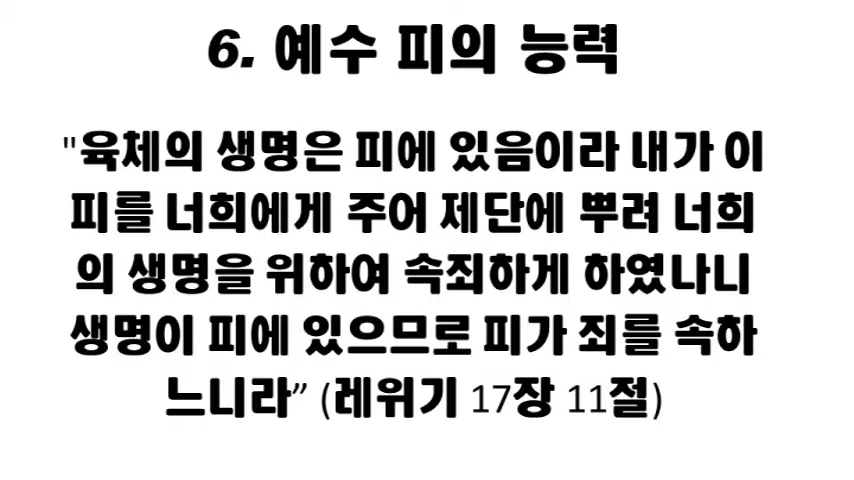 6. 예수 피의 능력
"육체의 생명은 피에 있음이라 내가 이
피를 너희에게 주어 제단에 뿌려 너희
의 생명을 위하여 속죄하게 하였나니
생명이 피에 있으므로 피가 죄를 속하
느니라” (레위기 17장 11절)